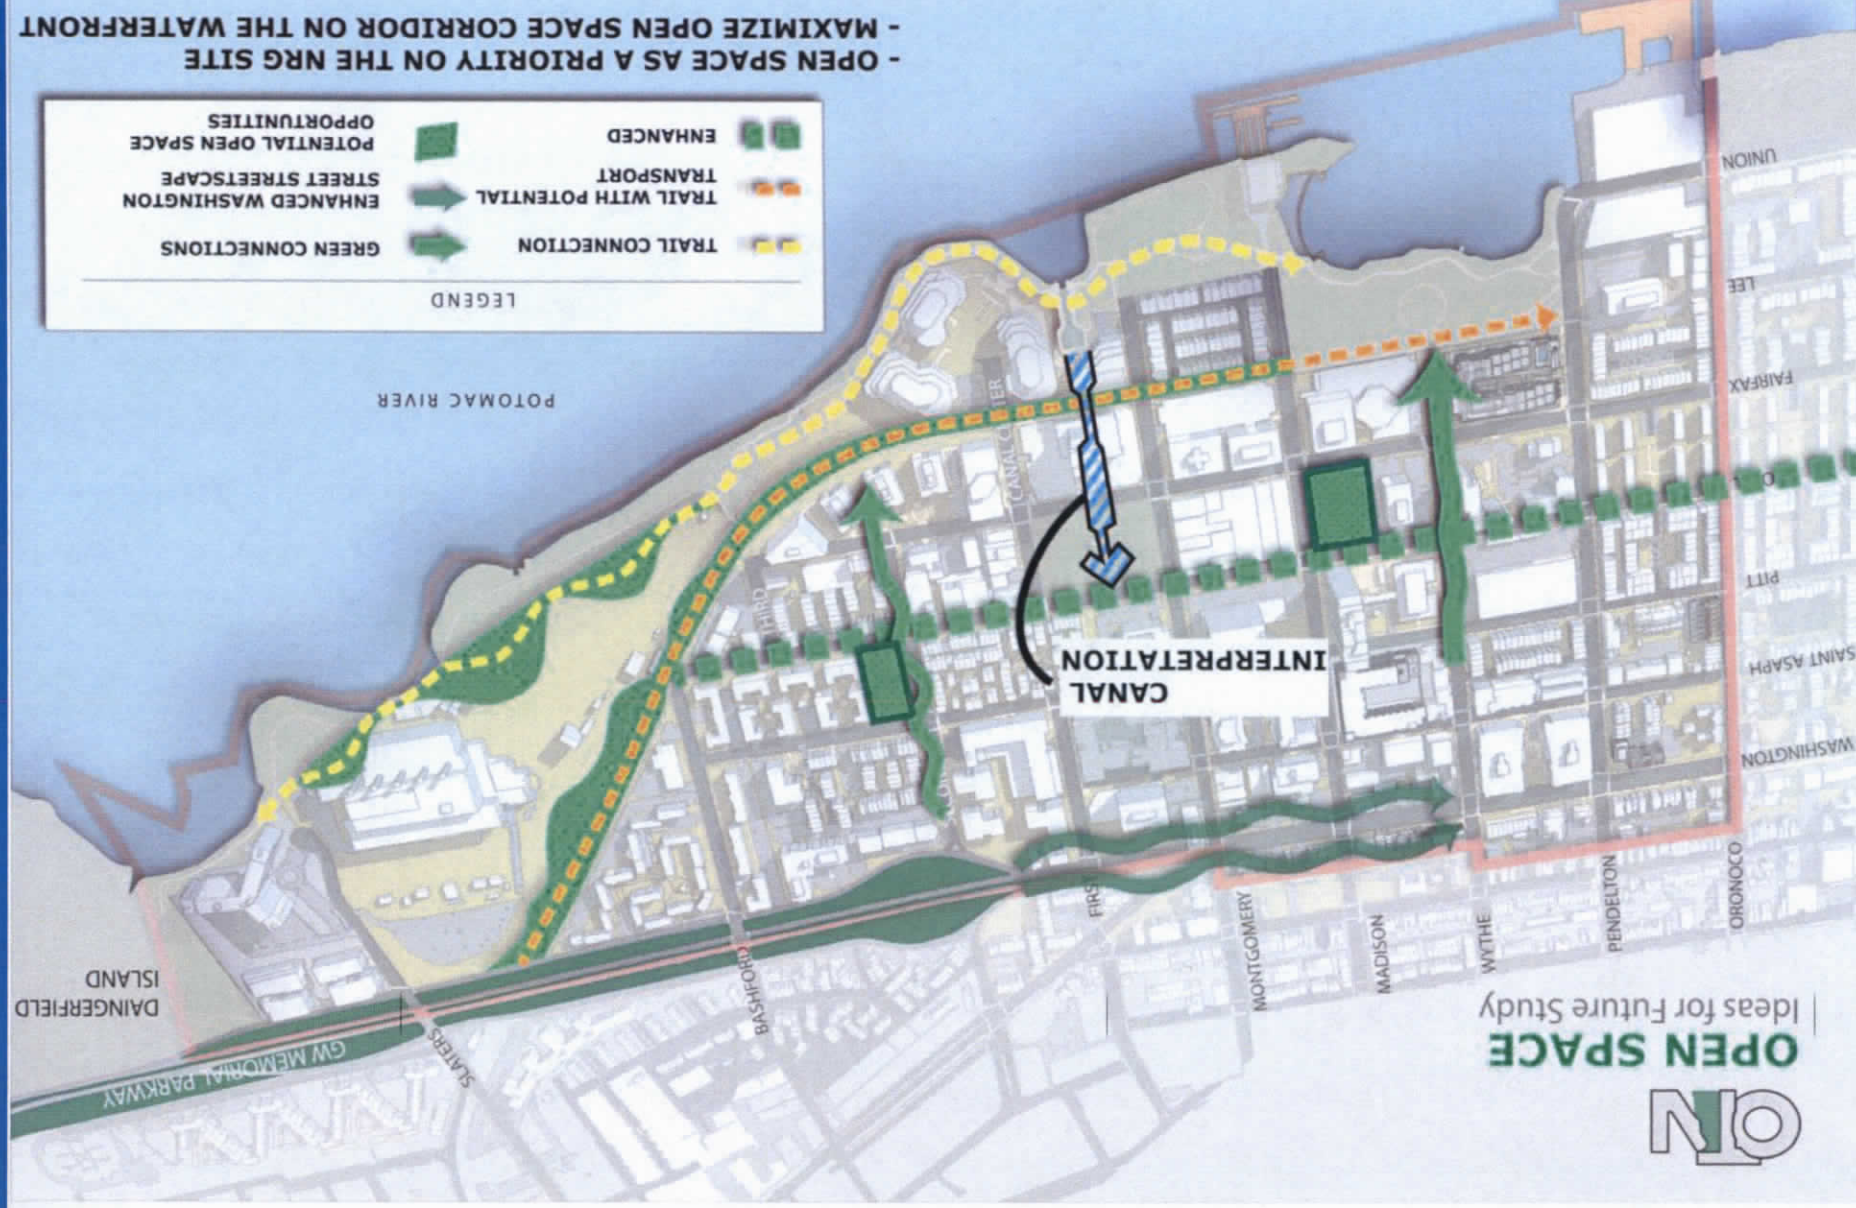 OTN
OPEN SPACE
Ideas for Future Study
ORONOCO
PENDELTON
WYTHE
MADISON
MONTGOMERY
FIRST
BASHFORD
SLATERS
GW MEMORIAL PARKWAY
DAINGERFIELD
ISLAND
WASHINGTON
SAINT ASAPH
PITT
FAIRFAX
LEE
UNION
CANAL
INTERPRETATION
THIRD
CANAL CENTER
POTOMAC RIVER
LEGEND
TRAIL CONNECTION
TRAIL WITH POTENTIAL
TRANSPORT
ENHANCED
GREEN CONNECTIONS
ENHANCED WASHINGTON
STREET STREETSCAPE
POTENTIAL OPEN SPACE
OPPORTUNITIES
- OPEN SPACE AS A PRIORITY ON THE NRG SITE
- MAXIMIZE OPEN SPACE CORRIDOR ON THE WATERFRONT